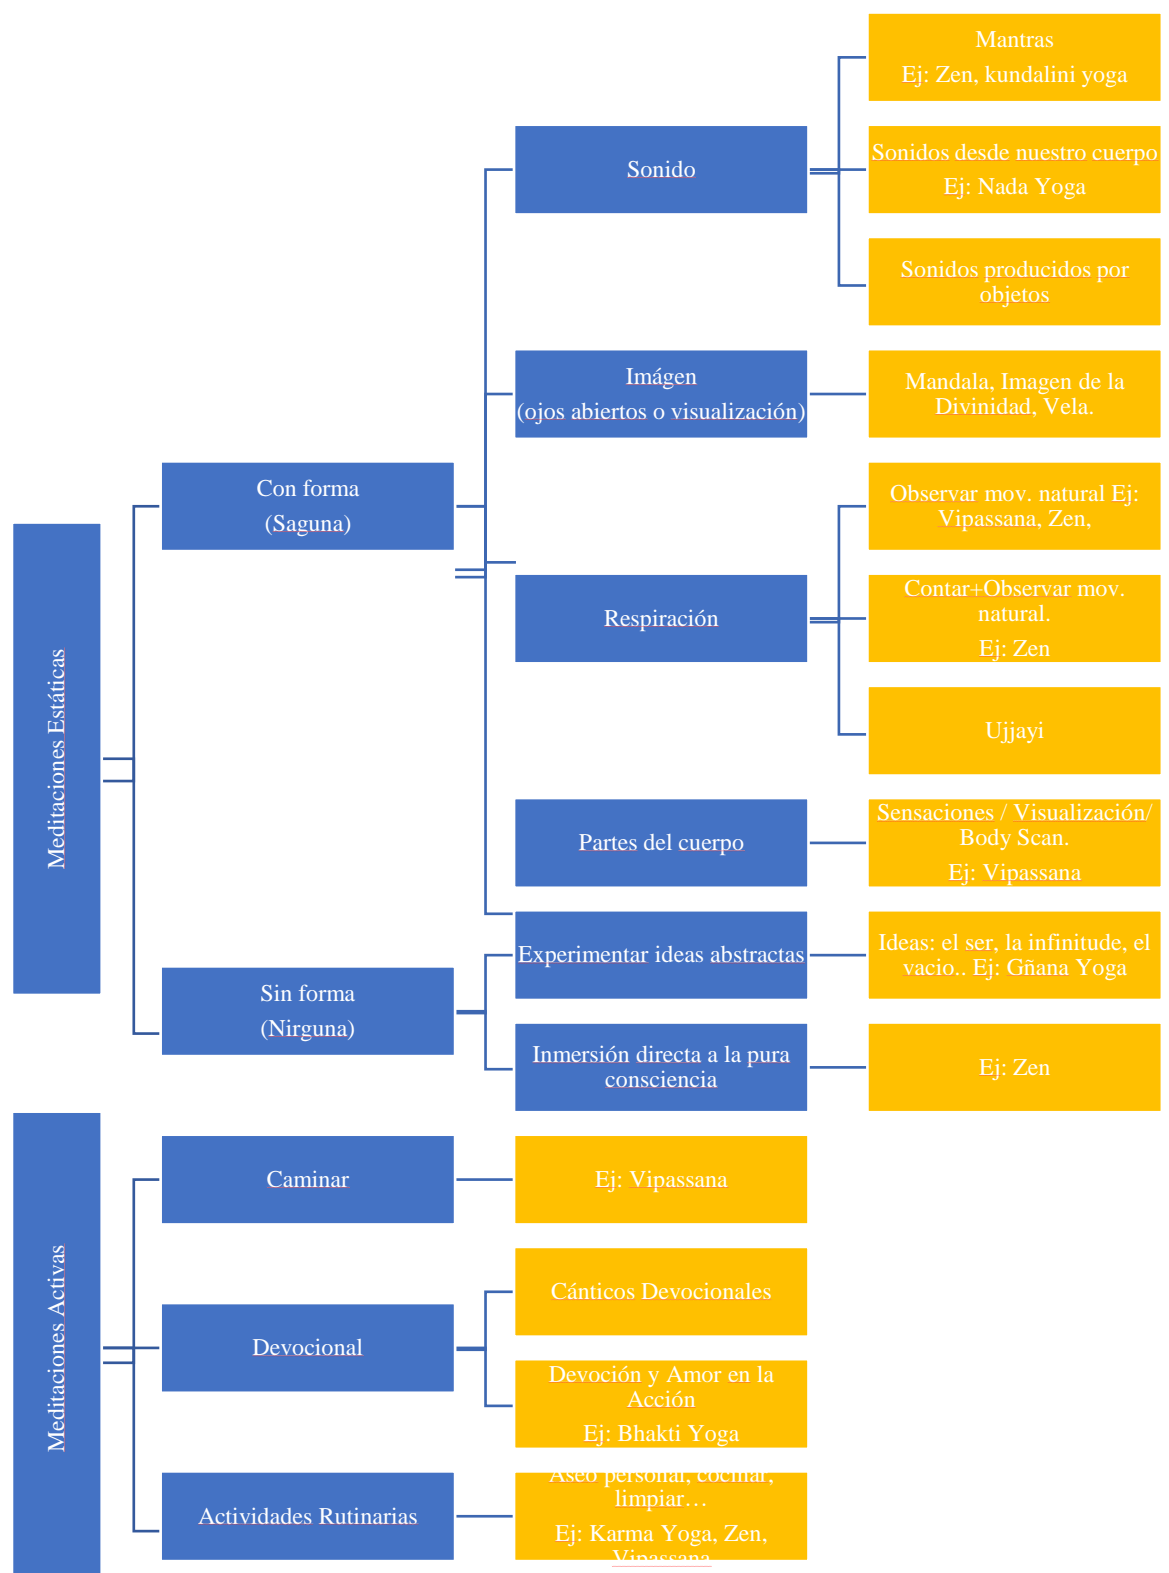 Meditaciones Estáticas
Con forma
(Saguna)
Sonido
Mantras
Ej: Zen, kundalini yoga
Sonidos desde nuestro cuerpo
Ej: Nada Yoga
Sonidos producidos por
objetos
Imágen
(ojos abiertos o visualización)
Mandala, Imagen de la
Divinidad, Vela.
Respiración
Observar mov. natural Ej:
Vipassana, Zen,
Contar+Observar mov.
natural.
Ej: Zen
Ujjayi
Partes del cuerpo
Sensaciones / Visualización/
Body Scan.
Ej: Vipassana
Sin forma
(Nirguna)
Experimentar ideas abstractas
Ideas: el ser, la infinitude, el
vacio.. Ej: Gñana Yoga
Inmersión directa a la pura
consciencia
Ej: Zen
Meditaciones Activas
Caminar
Ej: Vipassana
Devocional
Cánticos Devocionales
Devoción y Amor en la
Acción
Ej: Bhakti Yoga
Actividades Rutinarias
Aseo personal, cocinar,
limpiar…
Ej: Karma Yoga, Zen,
Vipassana